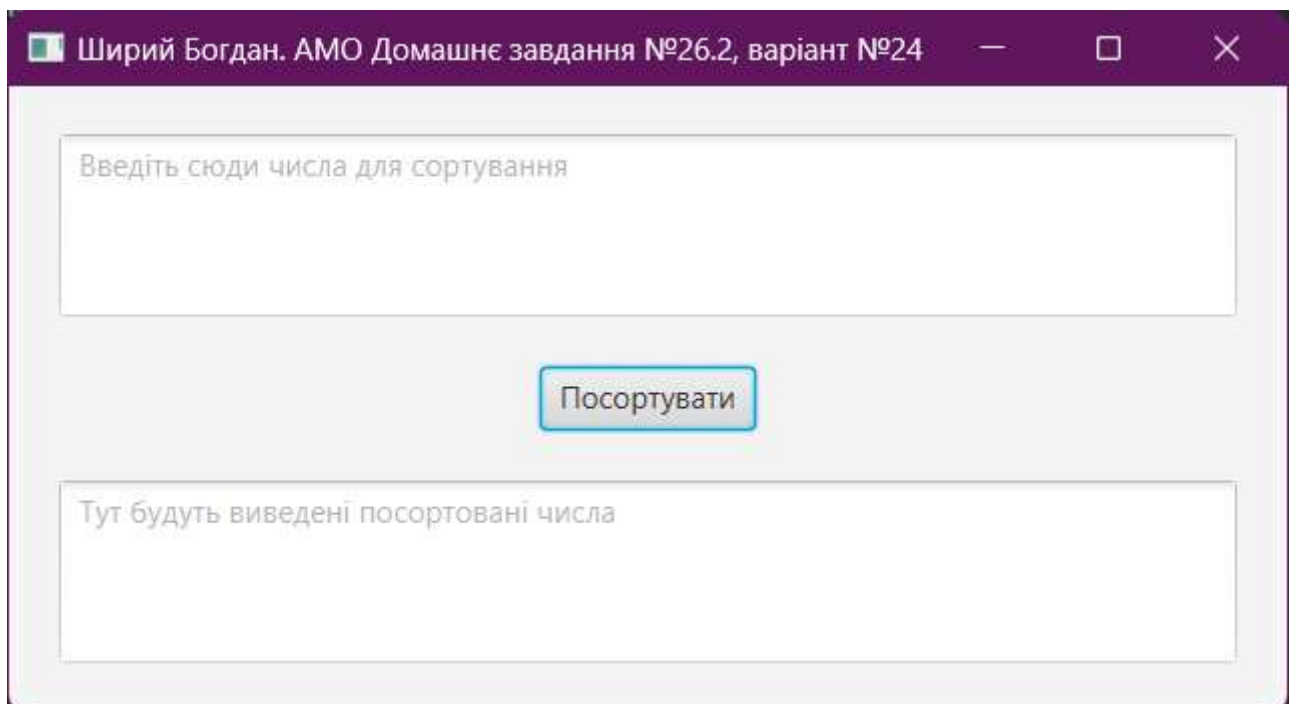 Ширий Богдан. АМО Домашнє завдання №26.2, варіант №24
Введіть сюди числа для сортування
Посортувати
Тут будуть виведені посортовані числа